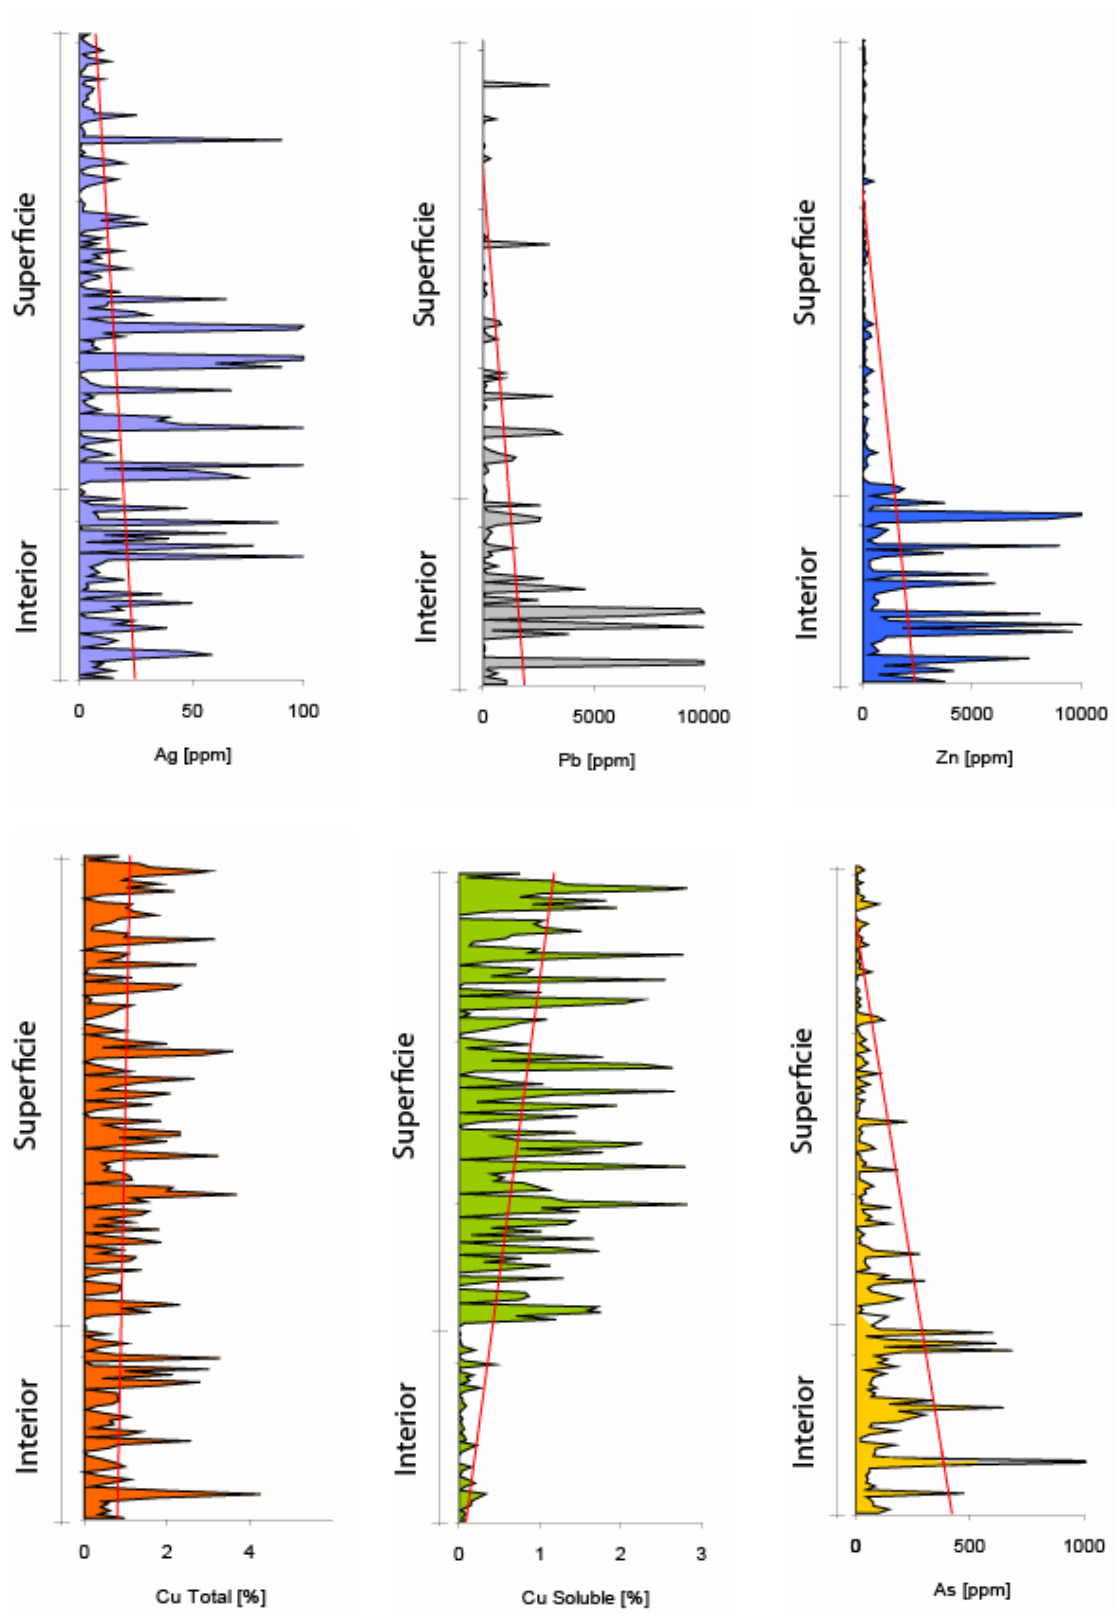 Superficie
Interior
0 50 100
Ag [ppm]
Superficie
Interior
0 5000 10000
Pb [ppm]
Superficie
Interior
0 5000 10000
Zn [ppm]
Superficie
Interior
0 2 4
Cu Total [%]
Superficie
Interior
0 1 2 3
Cu Soluble [%]
Superficie
Interior
0 500 1000
As [ppm]